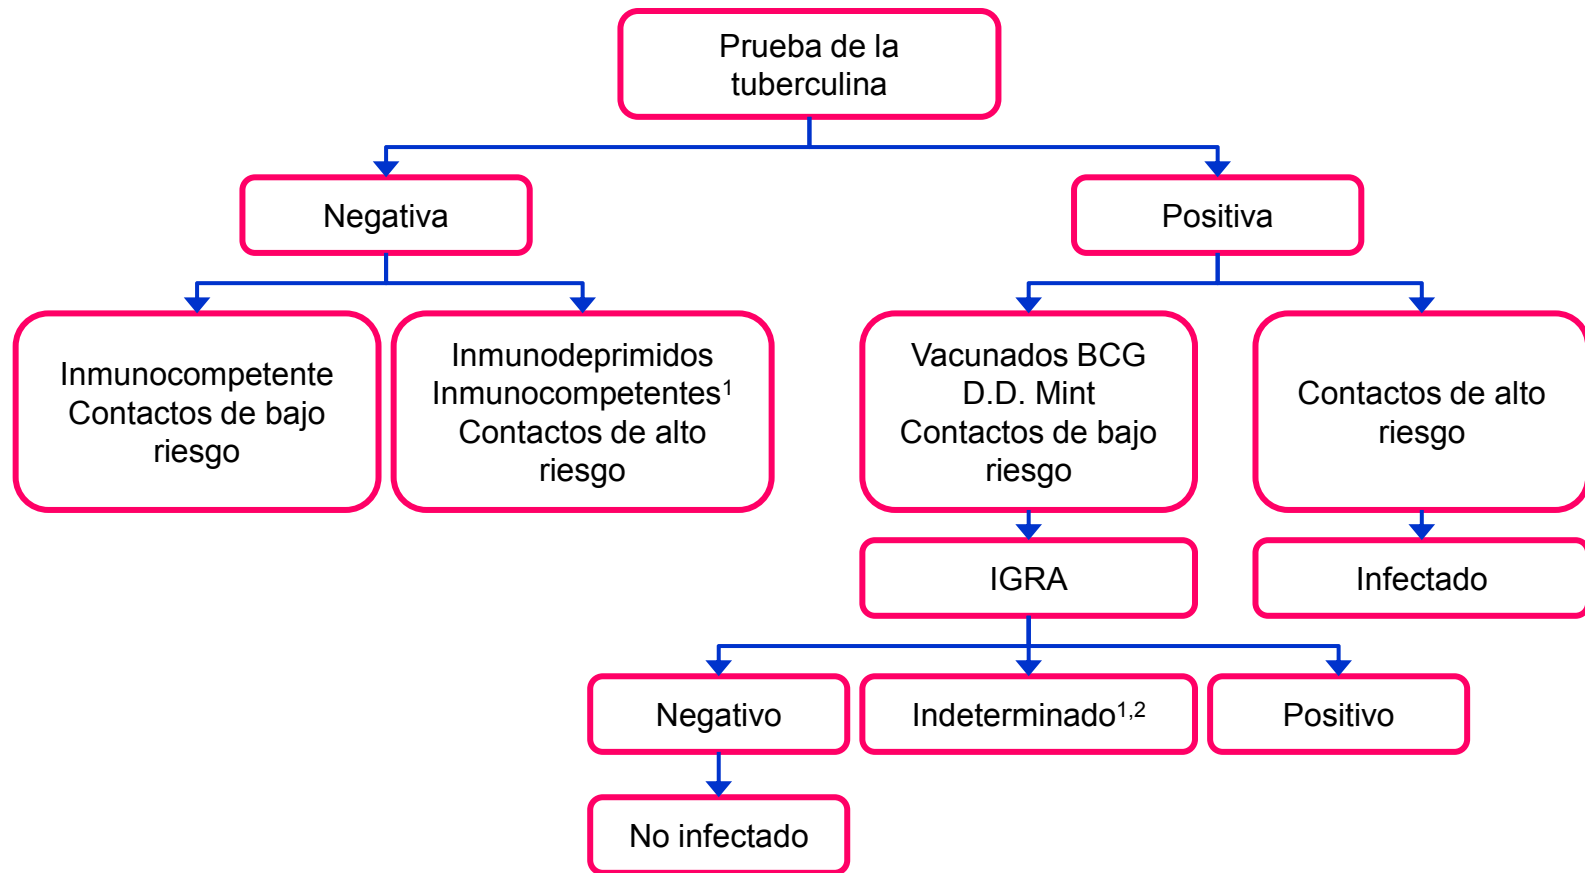 Prueba de la
tuberculina
Negativa
Positiva
Inmunocompetente
Contactos de bajo
riesgo
Inmunodeprimidos
Inmunocompetentes¹
Contactos de alto
riesgo
Vacunados BCG
D.D. Mint
Contactos de bajo
riesgo
Contactos de alto
riesgo
IGRA
Infectado
Negativo
Indeterminado¹,²
Positivo
No infectado